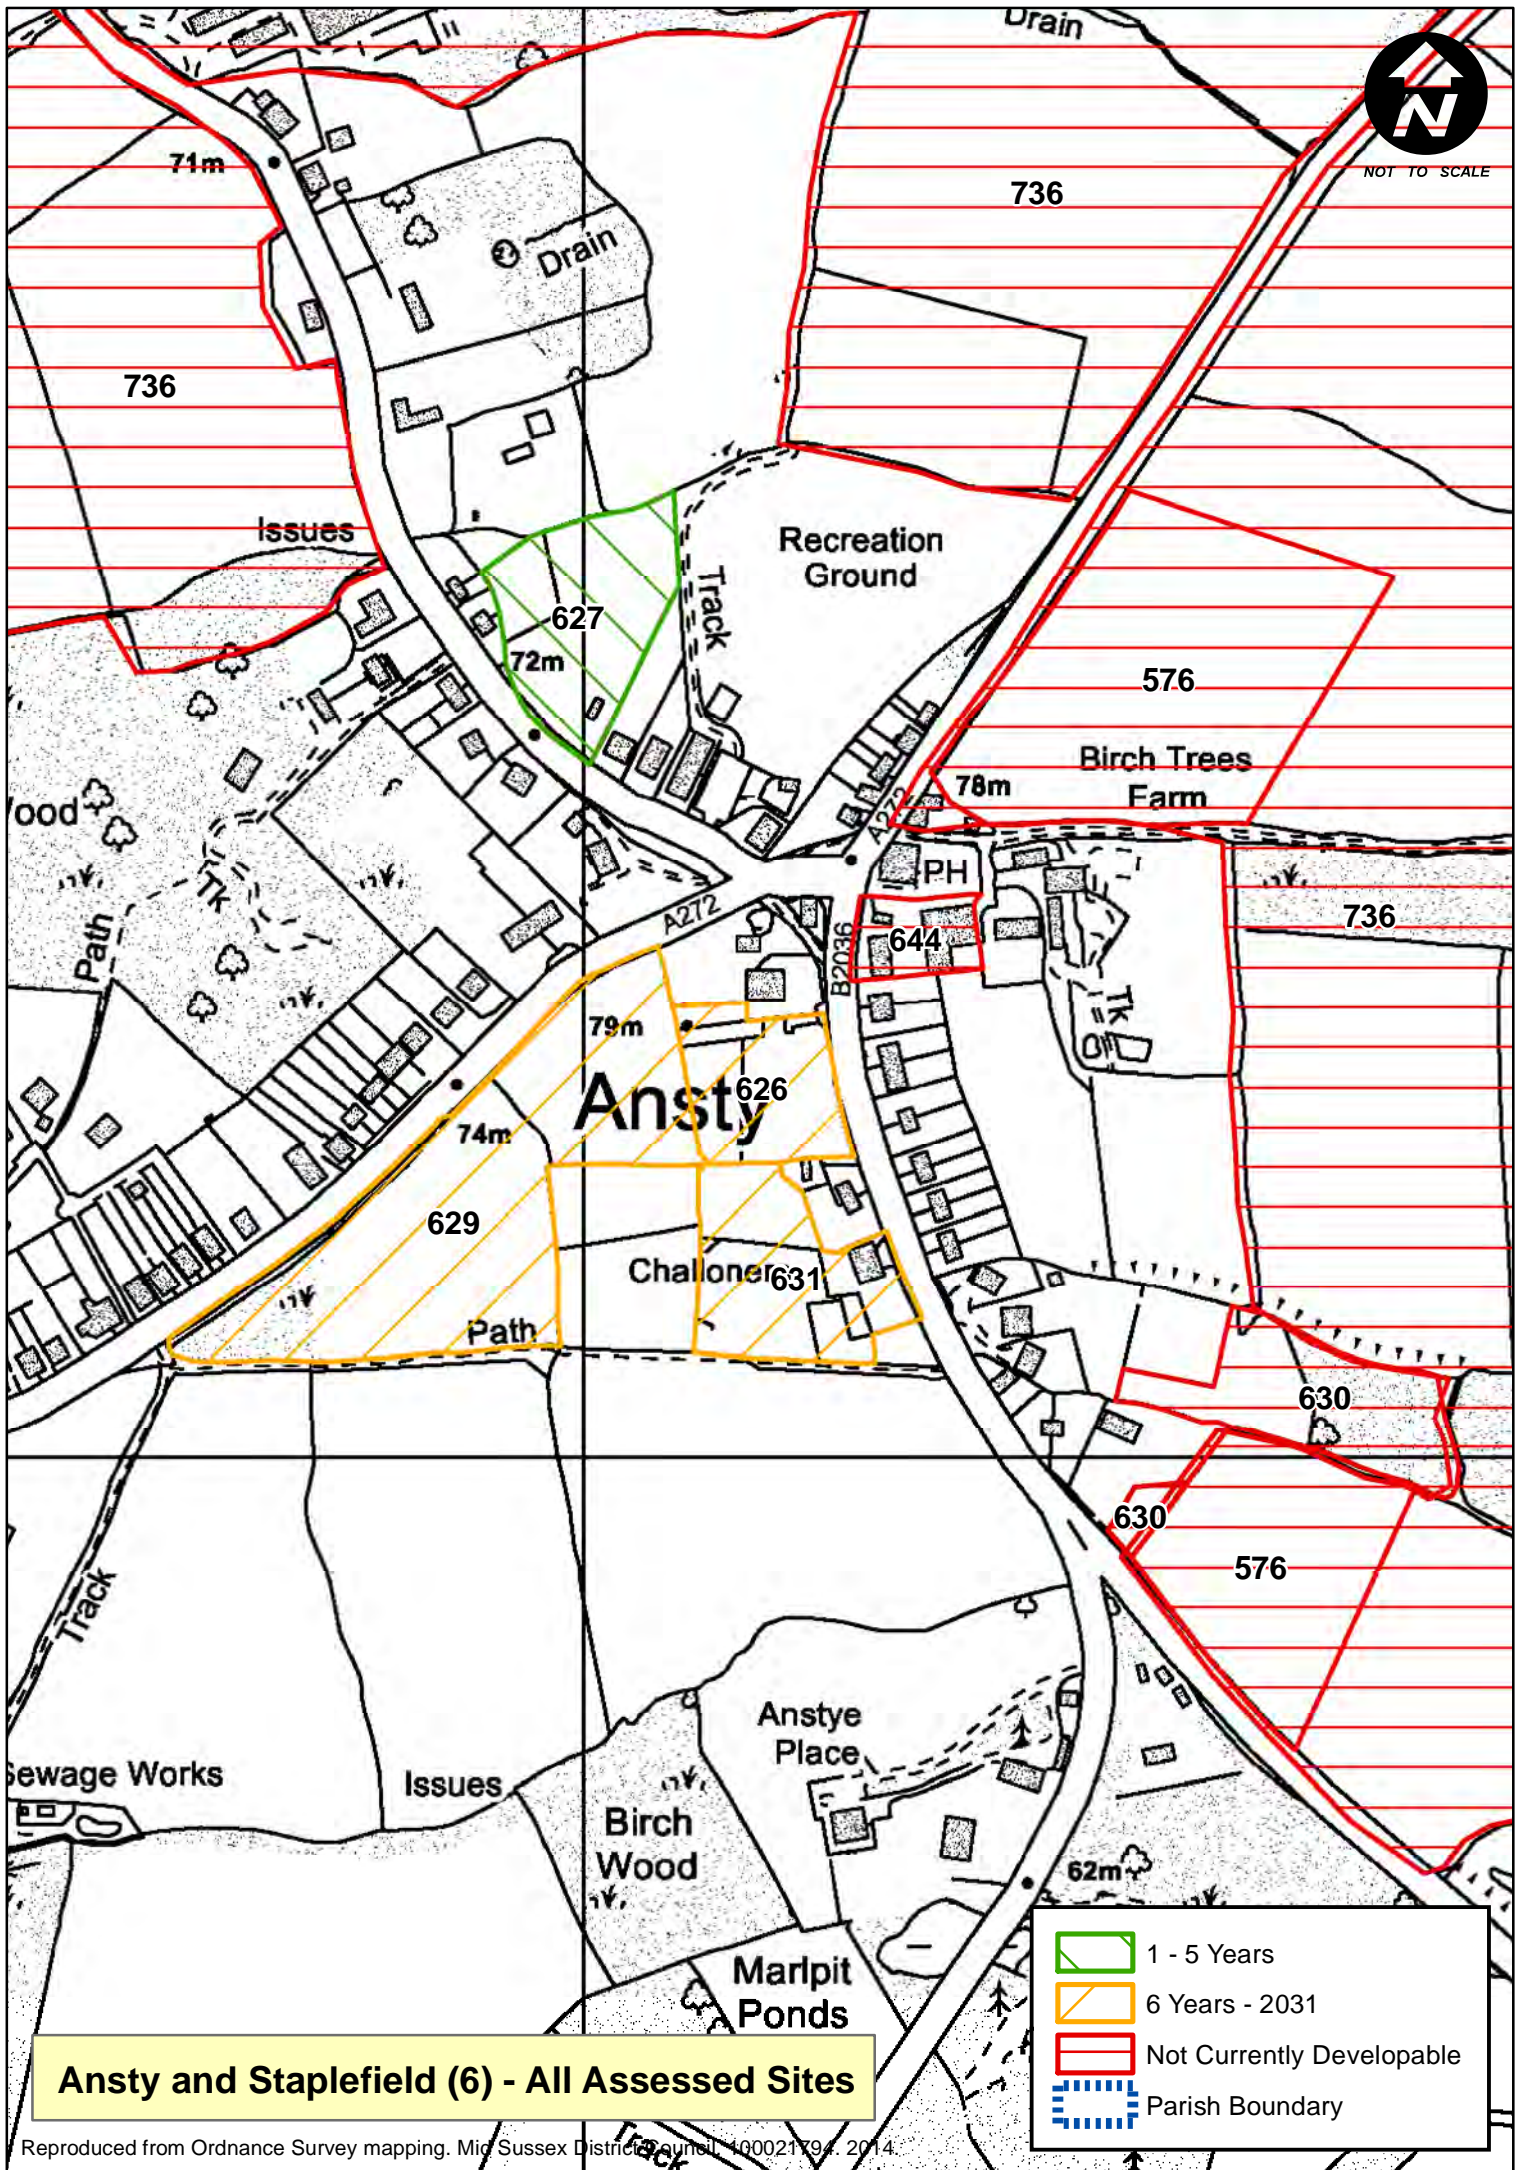 Drain
N
NOT TO SCALE
71m
736
Drain
736
Issues
Recreation
Ground
Track
627
72m
576
Birch Trees
Farm
78m
A272
ood
Tk
Path
PH
A272
B2036
644
736
Tk
79m
Ansty
626
74m
629
Challoners
631
Path
630
630
576
Track
Anstye
Place
Sewage Works
Issues
Birch
Wood
62m
Marlpit
Ponds
Track
1 - 5 Years
6 Years - 2031
Not Currently Developable
Parish Boundary
Ansty and Staplefield (6) - All Assessed Sites
Reproduced from Ordnance Survey mapping. Mid Sussex District Council. 100021794. 2014.